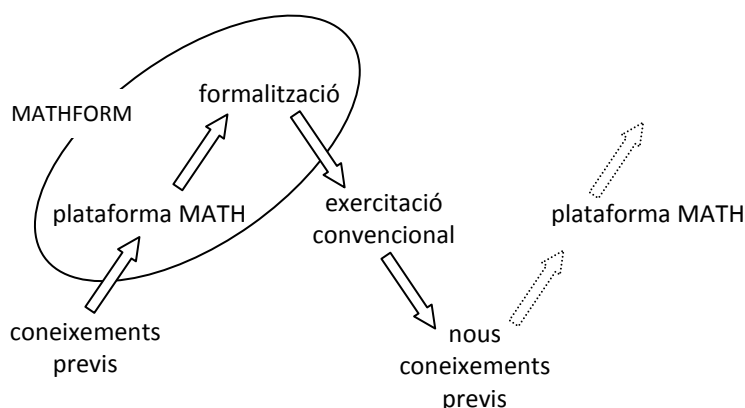 formalització
MATHFORM
plataforma MATH
exercitació
convencional
plataforma MATH
coneixements
previs
nous
coneixements
previs